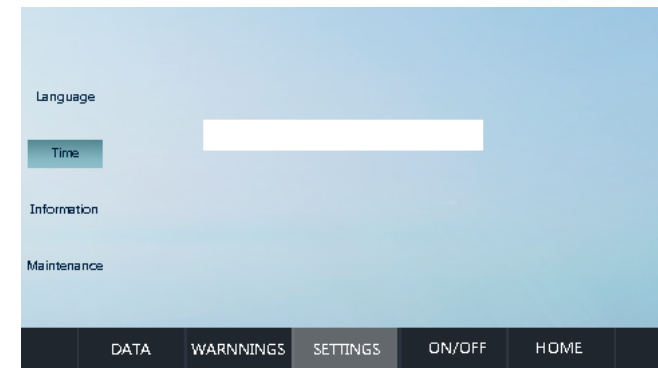 Language
Time
Information
Maintenance
DATA WARNNINGS SETTINGS ON/OFF HOME